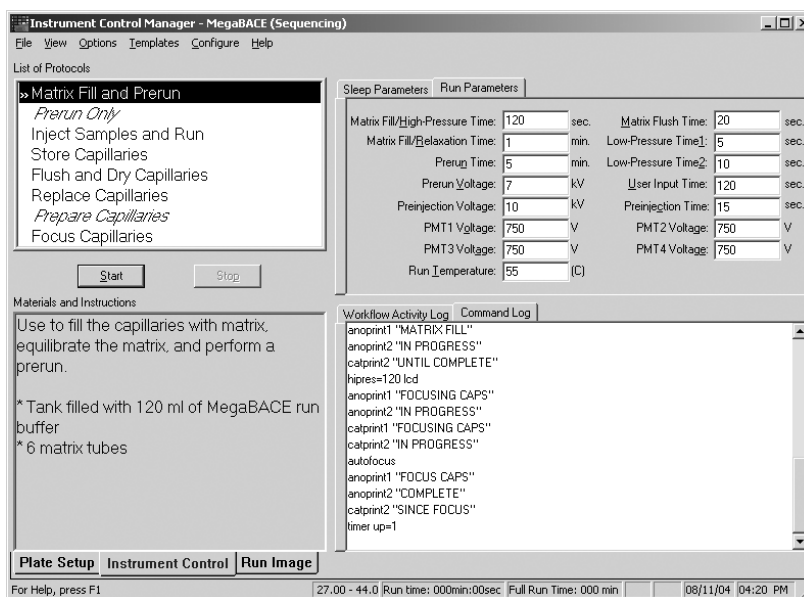 Instrument Control Manager - MegaBACE (Sequencing)
File View Options Templates Configure Help
List of Protocols
» Matrix Fill and Prerun
Prerun Only
Inject Samples and Run
Store Capillaries
Flush and Dry Capillaries
Replace Capillaries
Prepare Capillaries
Focus Capillaries
Start Stop
Sleep Parameters Run Parameters
Matrix Fill/High-Pressure Time: 120 sec. Matrix Flush Time: 20 sec.
Matrix Fill/Relaxation Time: 1 min. Low-Pressure Time1: 5 sec.
Prerun Time: 5 min. Low-Pressure Time2: 10 sec.
Prerun Voltage: 7 kV User Input Time: 120 sec.
Preinjection Voltage: 10 kV Preinjection Time: 15 sec.
PMT1 Voltage: 750 V PMT2 Voltage: 750 V
PMT3 Voltage: 750 V PMT4 Voltage: 750 V
Run Temperature: 55 (C)
Materials and Instructions
Use to fill the capillaries with matrix,
equilibrate the matrix, and perform a
prerun.
* Tank filled with 120 ml of MegaBACE run
buffer
* 6 matrix tubes
Workflow Activity Log Command Log
anoprint1 "MATRIX FILL"
anoprint2 "IN PROGRESS"
catprint2 "UNTIL COMPLETE"
hipres=120 lcd
anoprint1 "FOCUSING CAPS"
anoprint2 "IN PROGRESS"
catprint1 "FOCUSING CAPS"
catprint2 "IN PROGRESS"
autofocus
anoprint1 "FOCUS CAPS"
anoprint2 "COMPLETE"
catprint2 "SINCE FOCUS"
timer up=1
Plate Setup Instrument Control Run Image
For Help, press F1 27.00 - 44.0 Run time: 000min:00sec Full Run Time: 000 min 08/11/04 04:20 PM